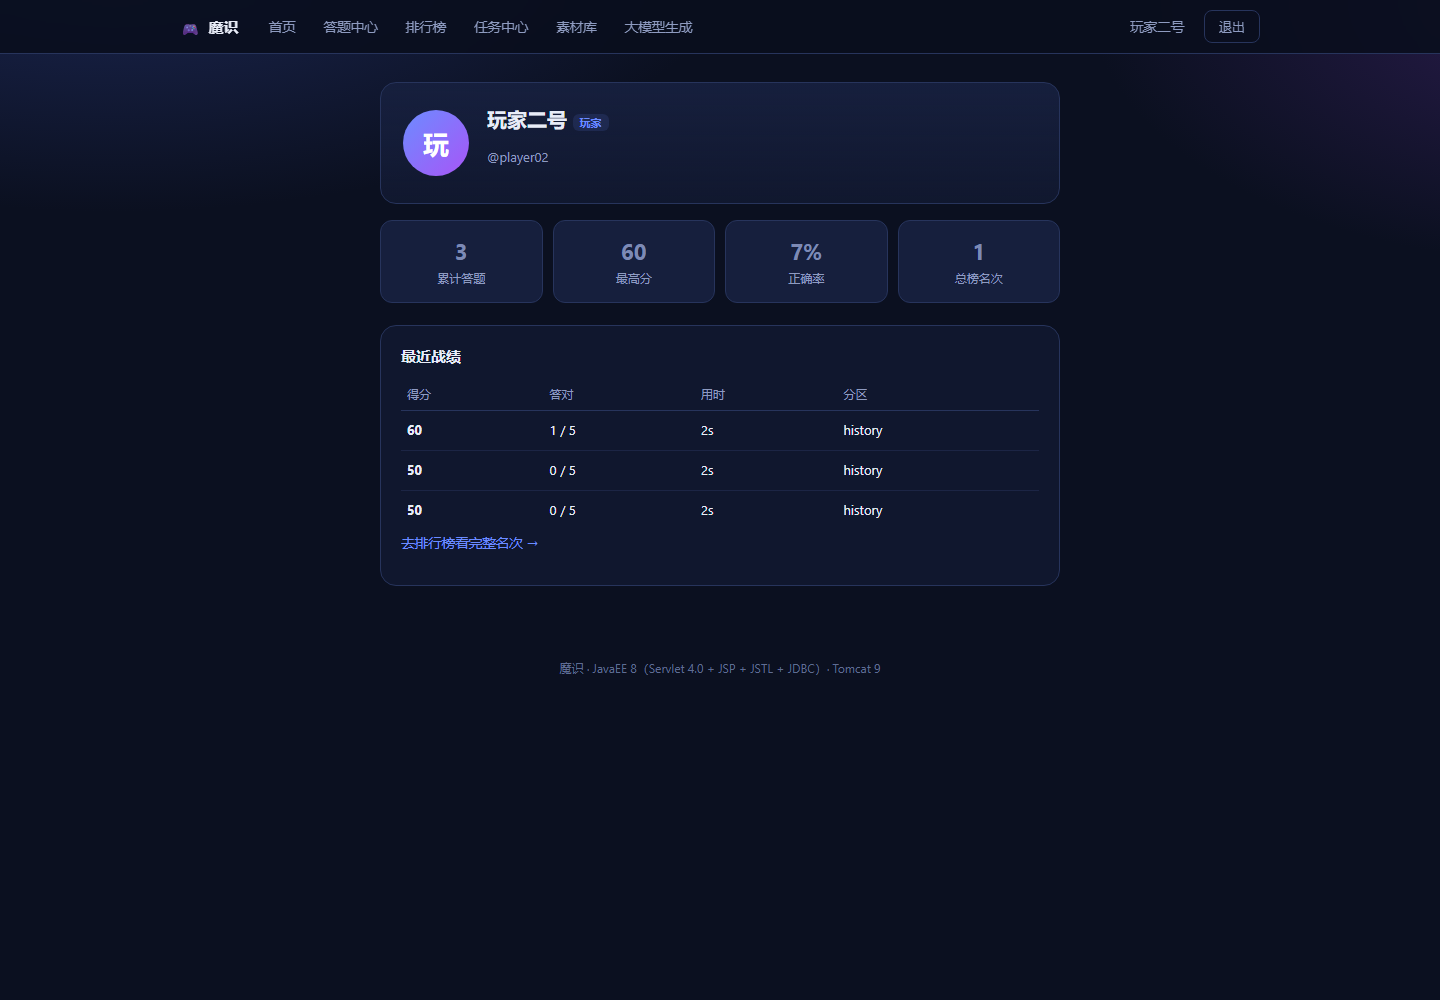 魔识 首页 答题中心 排行榜 任务中心 素材库 大模型生成 玩家二号 退出
玩
玩家二号 玩家
@player02
3 60 7% 1
累计答题 最高分 正确率 总榜名次
最近战绩
得分 答对 用时 分区
60 1 / 5 2s history
50 0 / 5 2s history
50 0 / 5 2s history
去排行榜看完整名次 →
魔识 · JavaEE 8（Servlet 4.0 + JSP + JSTL + JDBC）· Tomcat 9